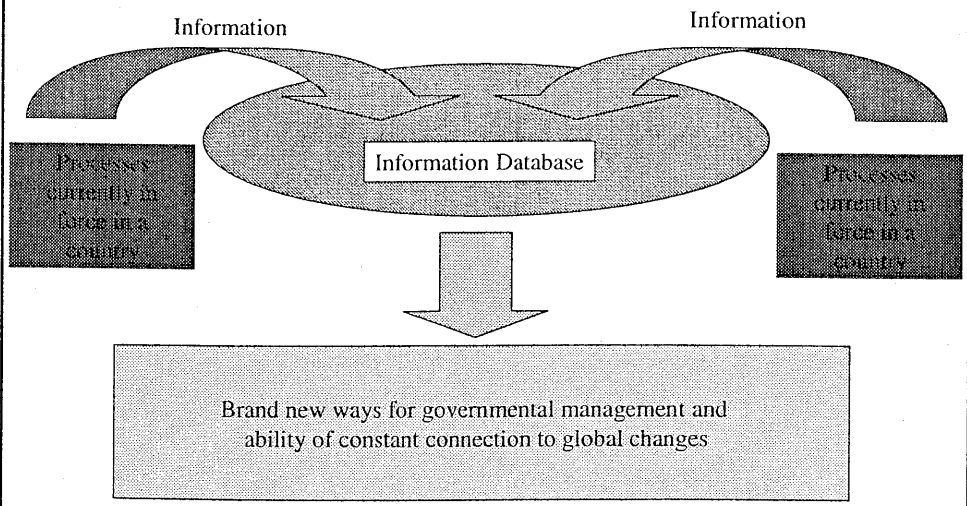 Information
Information
Information Database
Processes
currently in
force in a
country
Processes
currently in
force in a
country
Brand new ways for governmental management and
ability of constant connection to global changes